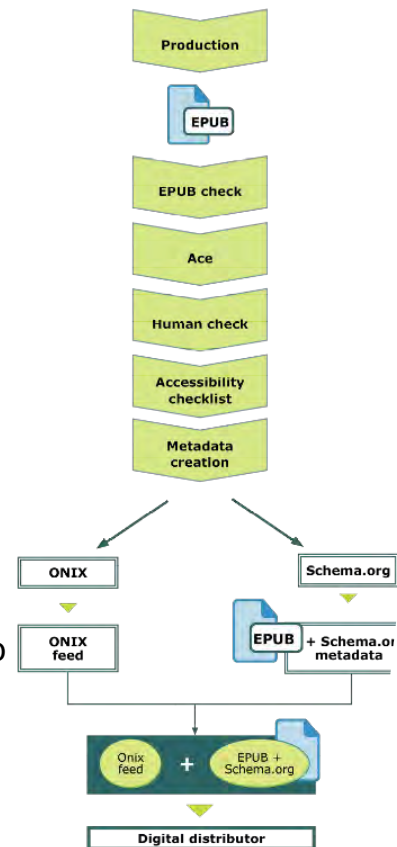 Production
EPUB
EPUB check
Ace
Human check
Accessibility
checklist
Metadata
creation
ONIX
Schema.org
ONIX
feed
EPUB
+ Schema.or
metadata
Onix
feed
+
EPUB +
Schema.org
Digital distributor